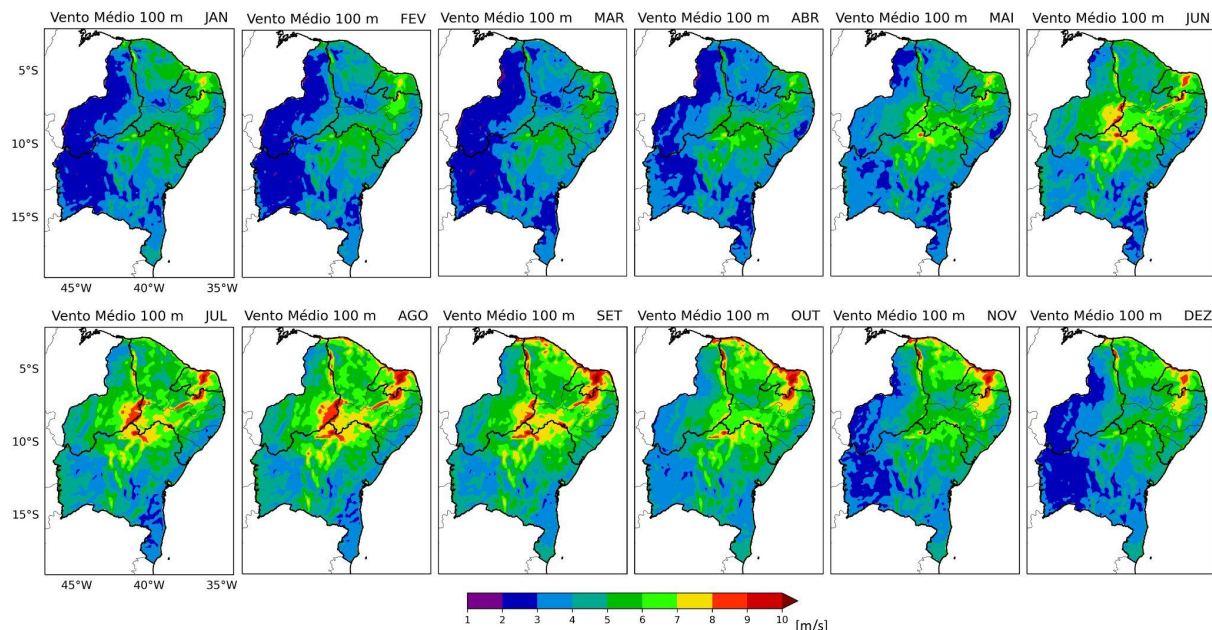 Vento Médio 100 m JAN
Vento Médio 100 m FEV
Vento Médio 100 m MAR
Vento Médio 100 m ABR
Vento Médio 100 m MAI
Vento Médio 100 m JUN
5°S
10°S
15°S
45°W 40°W 35°W
Vento Médio 100 m JUL
Vento Médio 100 m AGO
Vento Médio 100 m SET
Vento Médio 100 m OUT
Vento Médio 100 m NOV
Vento Médio 100 m DEZ
5°S
10°S
15°S
45°W 40°W 35°W
1 2 3 4 5 6 7 8 9 10
[m/s]